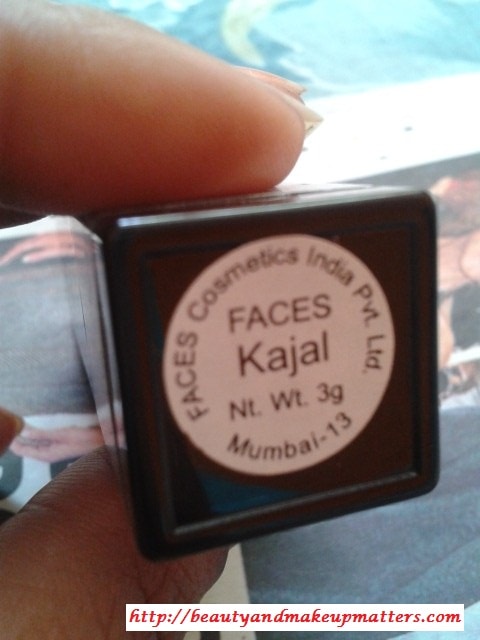 FACES Cosmetics India Pvt. Ltd.
FACES
Kajal
Nt. Wt. 3g
Mumbai-13
http://beautyandmakeupmatters.com